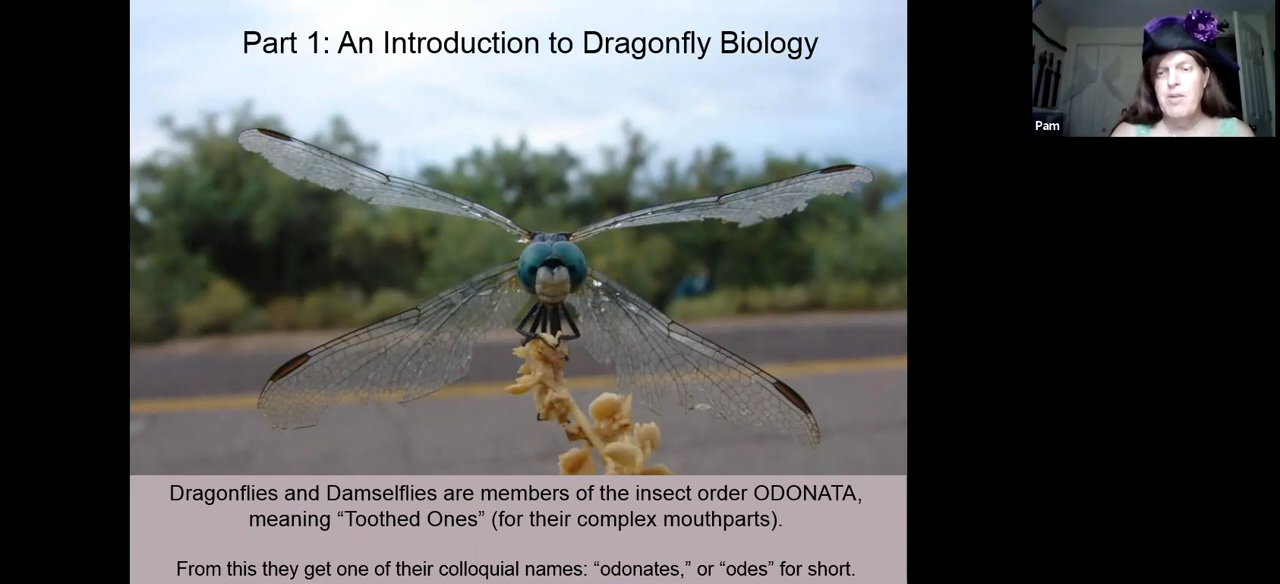 Part 1: An Introduction to Dragonfly Biology
Pam
Dragonflies and Damselflies are members of the insect order ODONATA,
meaning “Toothed Ones” (for their complex mouthparts).
From this they get one of their colloquial names: “odonates,” or “odes” for short.